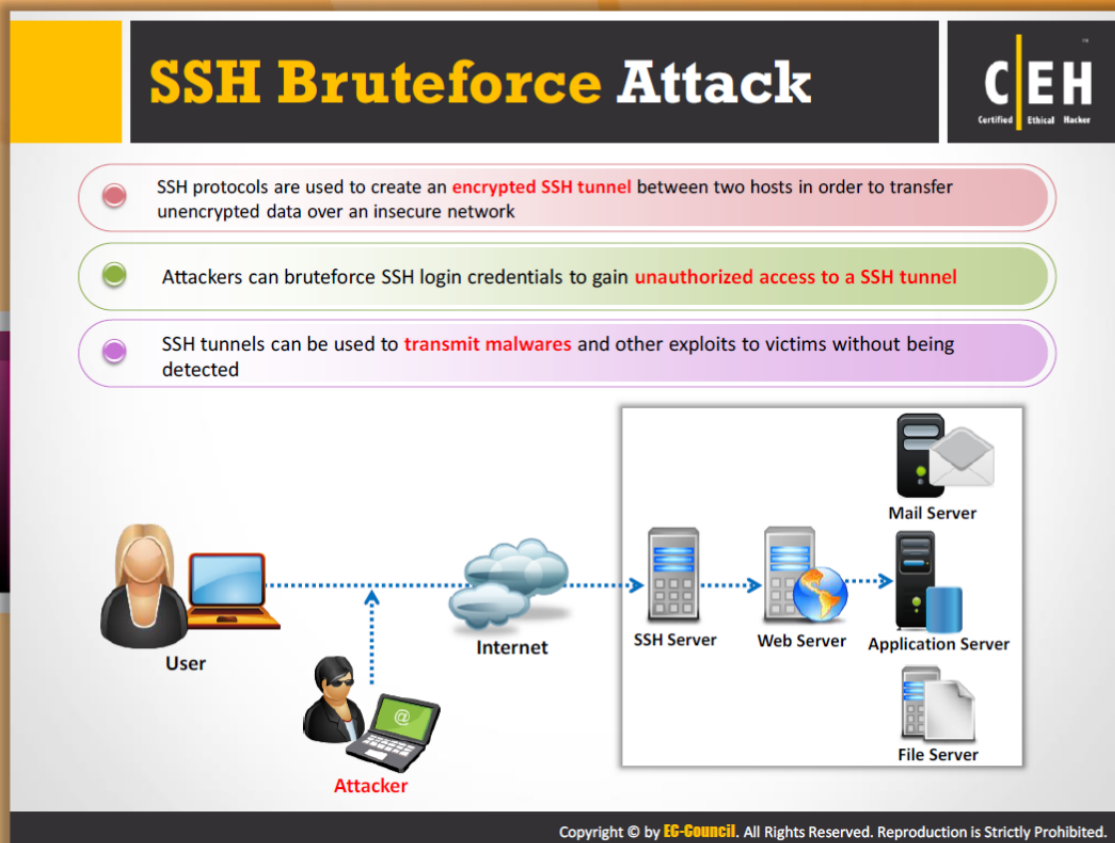 SSH Bruteforce Attack
C|EH
Certified Ethical Hacker
SSH protocols are used to create an encrypted SSH tunnel between two hosts in order to transfer
unencrypted data over an insecure network
Attackers can bruteforce SSH login credentials to gain unauthorized access to a SSH tunnel
SSH tunnels can be used to transmit malwares and other exploits to victims without being
detected
Mail Server
User
Internet
SSH Server
Web Server
Application Server
@
File Server
Attacker
Copyright © by EC-Council. All Rights Reserved. Reproduction is Strictly Prohibited.